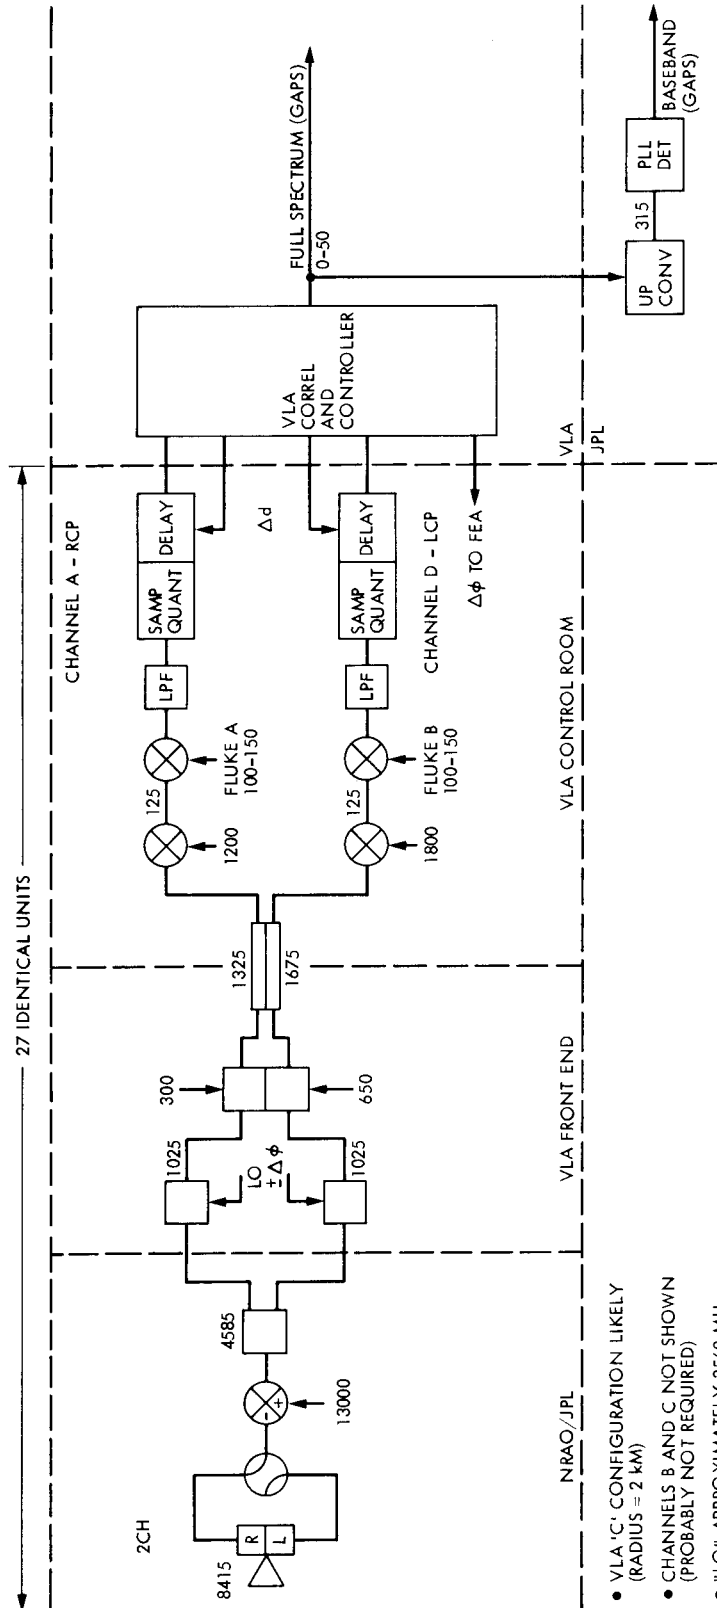 27 IDENTICAL UNITS
2CH
8415
R
L
13000
-
+
4585
NRAO/JPL
1025
LO
± Δφ
1025
300
650
VLA FRONT END
1325
1675
1200
125
FLUKE A
100-150
LPF
SAMP
QUANT
DELAY
CHANNEL A - RCP
1800
125
FLUKE B
100-150
LPF
SAMP
QUANT
DELAY
CHANNEL D - LCP
Δd
Δφ TO FEA
VLA CONTROL ROOM
VLA
CORREL
AND
CONTROLLER
VLA
JPL
FULL SPECTRUM (GAPS)
0-50
UP
CONV
315
PLL
DET
BASEBAND
(GAPS)
• VLA 'C' CONFIGURATION LIKELY
(RADIUS = 2 kM)
• CHANNELS B AND C NOT SHOWN
(PROBABLY NOT REQUIRED)